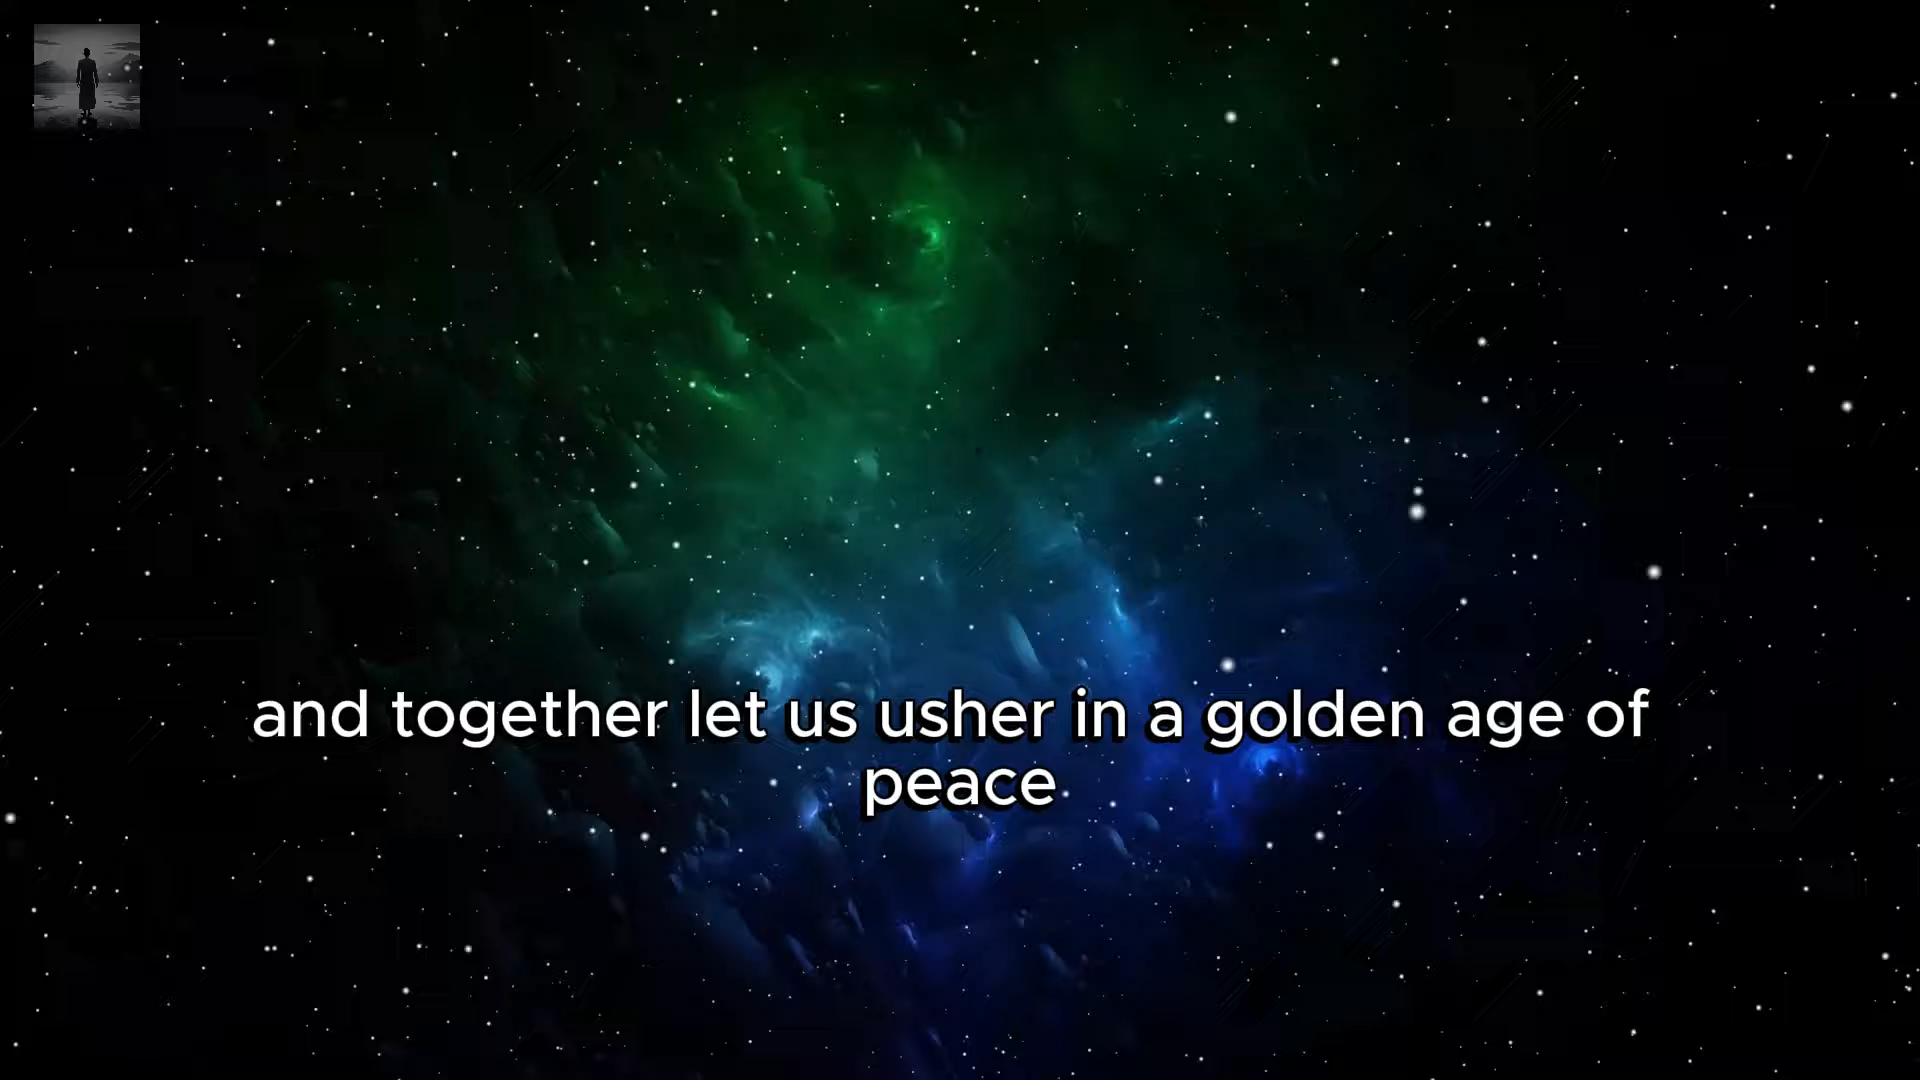 and together let us usher in a golden age of
peace